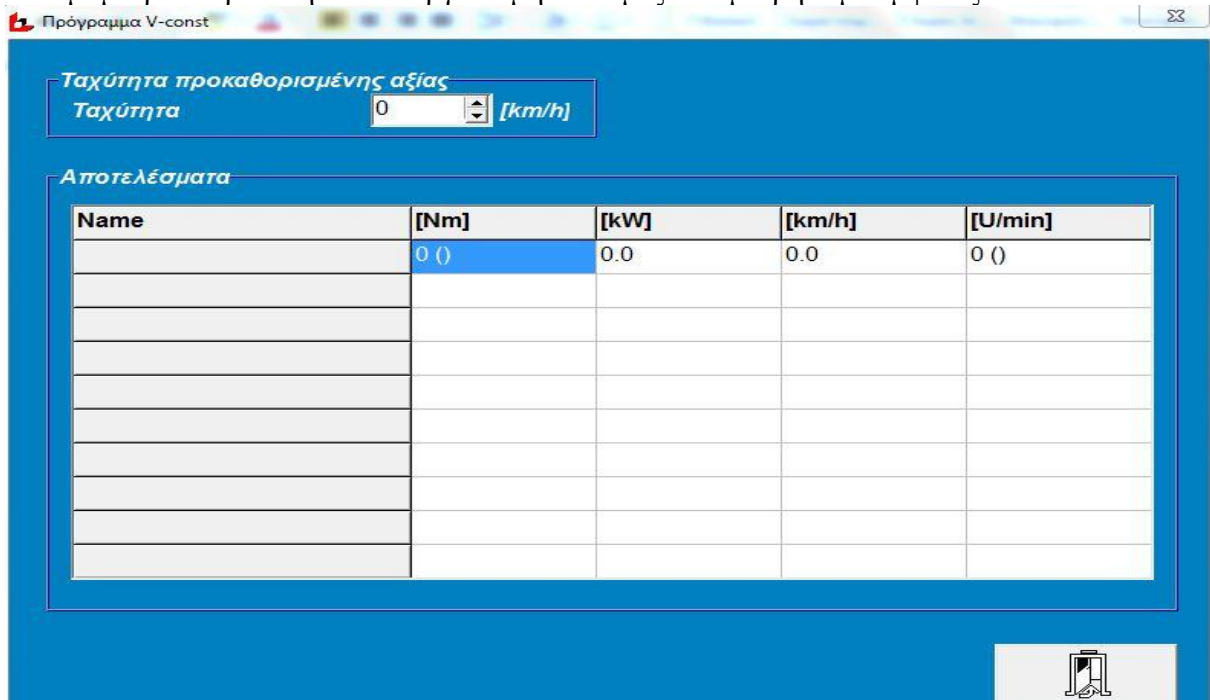 Πρόγραμμα V-const
Ταχύτητα προκαθορισμένης αξίας
Ταχύτητα 0 [km/h]
Αποτελέσματα
Name [Nm] [kW] [km/h] [U/min]
0 () 0.0 0.0 0 ()